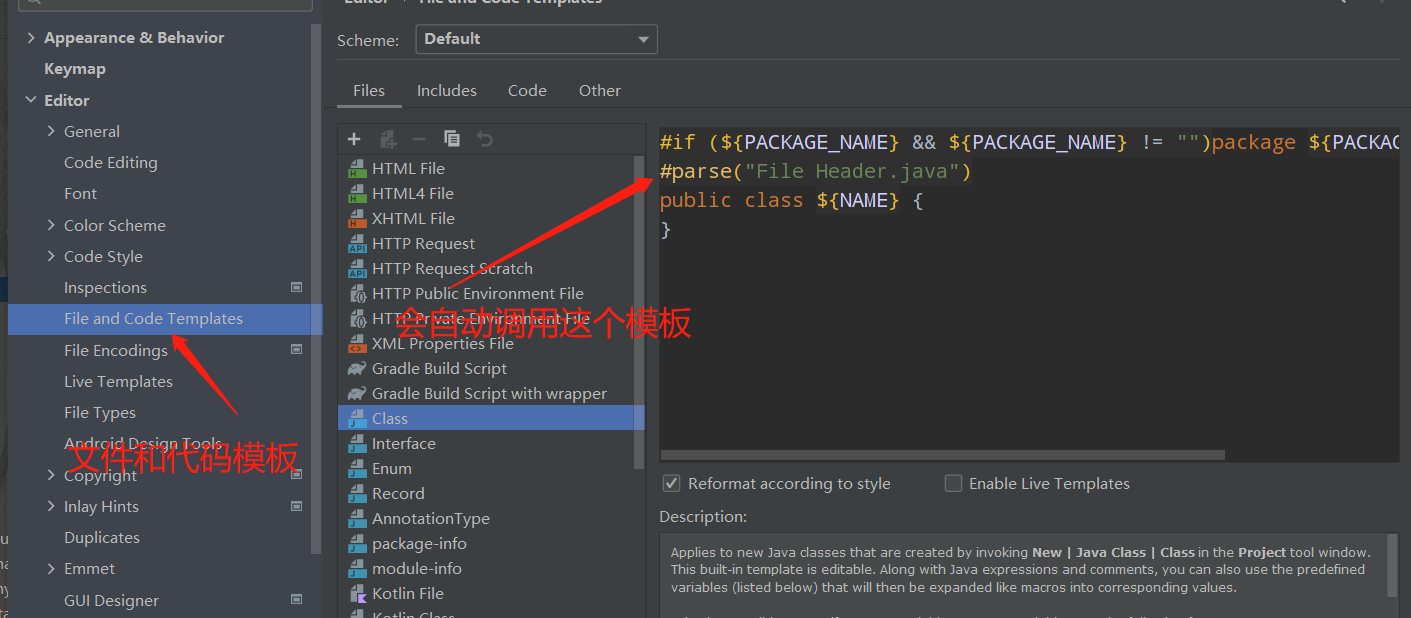 Editor › File and Code Templates
Scheme: Default
Appearance & Behavior
Keymap
Editor
General
Code Editing
Font
Color Scheme
Code Style
Inspections
File and Code Templates
File Encodings
Live Templates
File Types
Android Design Tools
文件和代码模板
Copyright
Inlay Hints
Duplicates
Emmet
GUI Designer
Files Includes Code Other
HTML File
HTML4 File
XHTML File
HTTP Request
HTTP Request Scratch
HTTP Public Environment File
HTTP Private Environment File
会自动调用这个模板
XML Properties File
Gradle Build Script
Gradle Build Script with wrapper
Class
Interface
Enum
Record
AnnotationType
package-info
module-info
Kotlin File
Kotlin Class
#if (${PACKAGE_NAME} && ${PACKAGE_NAME} != "")package ${PACKAG
#parse("File Header.java")
public class ${NAME} {
}
Reformat according to style
Enable Live Templates
Description:
Applies to new Java classes that are created by invoking New | Java Class | Class in the Project tool window.
This built-in template is editable. Along with Java expressions and comments, you can also use the predefined
variables (listed below) that will then be expanded like macros into corresponding values.